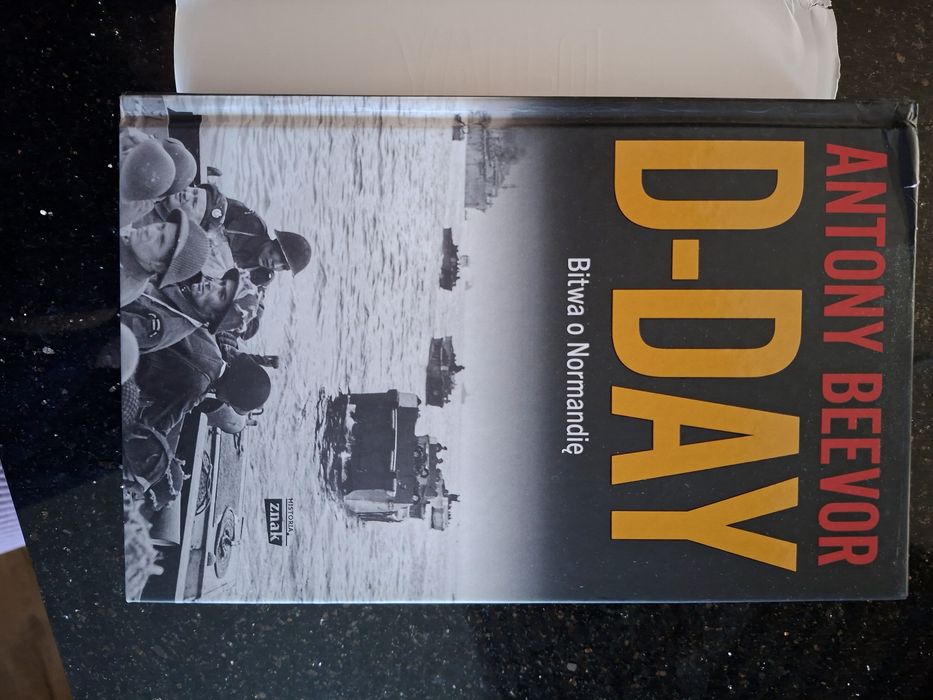 ANTONY BEEVOR
D-DAY
Bitwa o Normandię
HISTORIA
znak